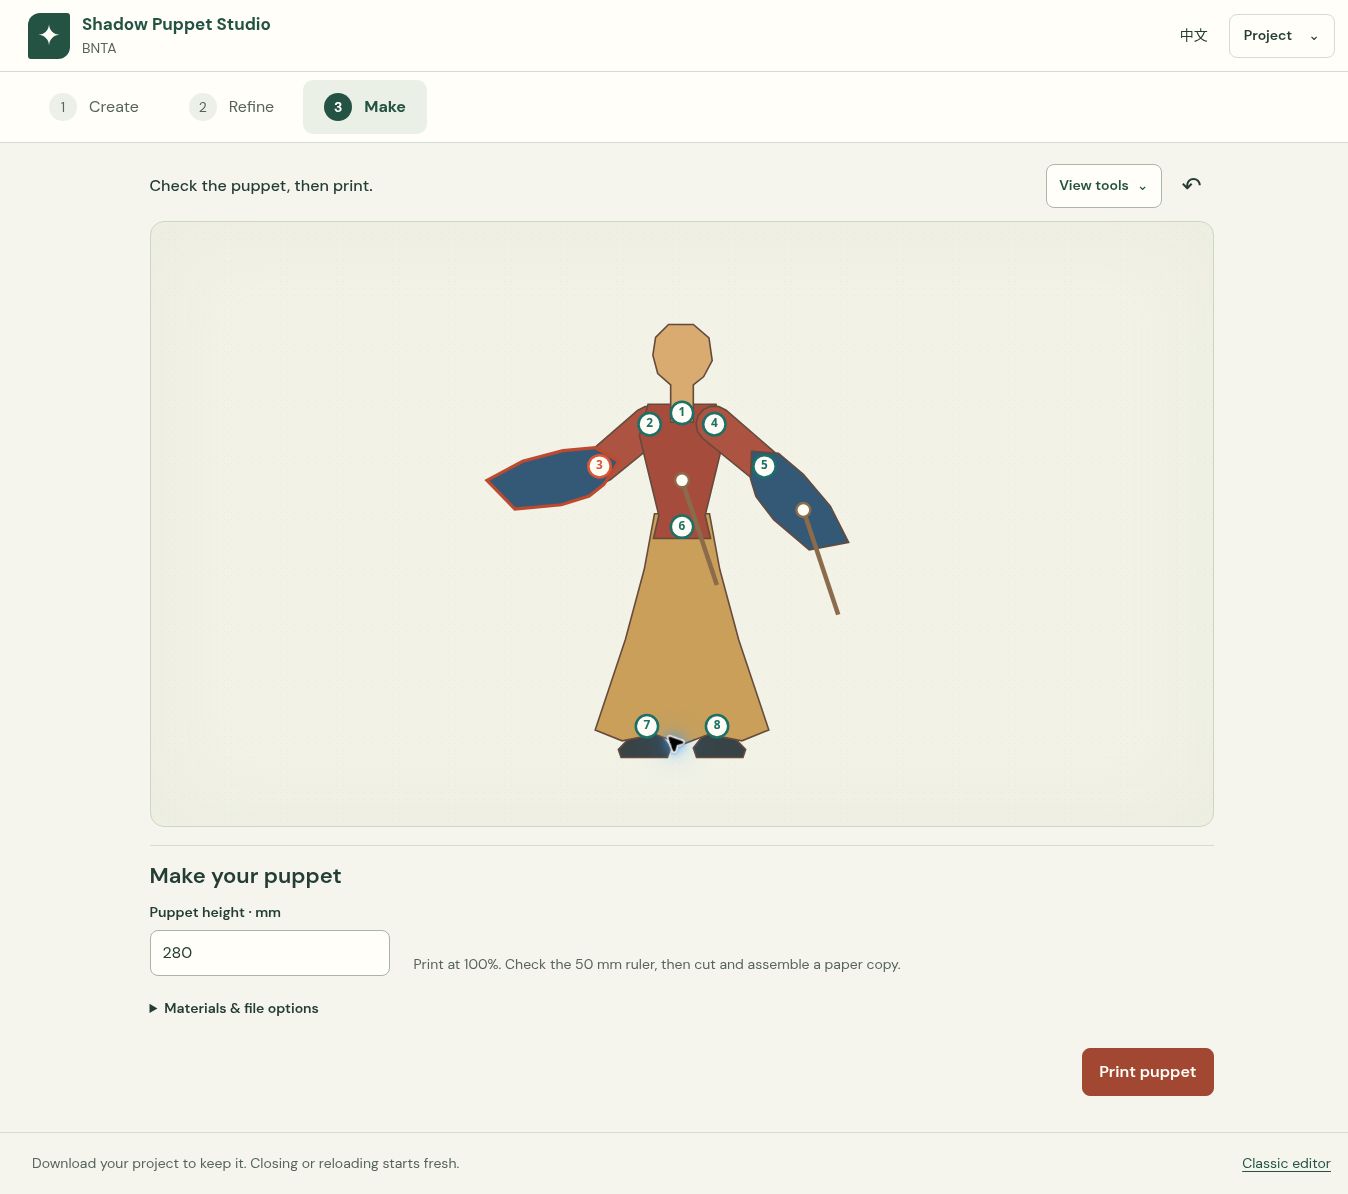 Shadow Puppet Studio
BNTA
中文
Project
1 Create
2 Refine
3 Make
Check the puppet, then print.
View tools
1
2
4
3
5
6
7
8
Make your puppet
Puppet height · mm
280
Print at 100%. Check the 50 mm ruler, then cut and assemble a paper copy.
Materials & file options
Print puppet
Download your project to keep it. Closing or reloading starts fresh.
Classic editor